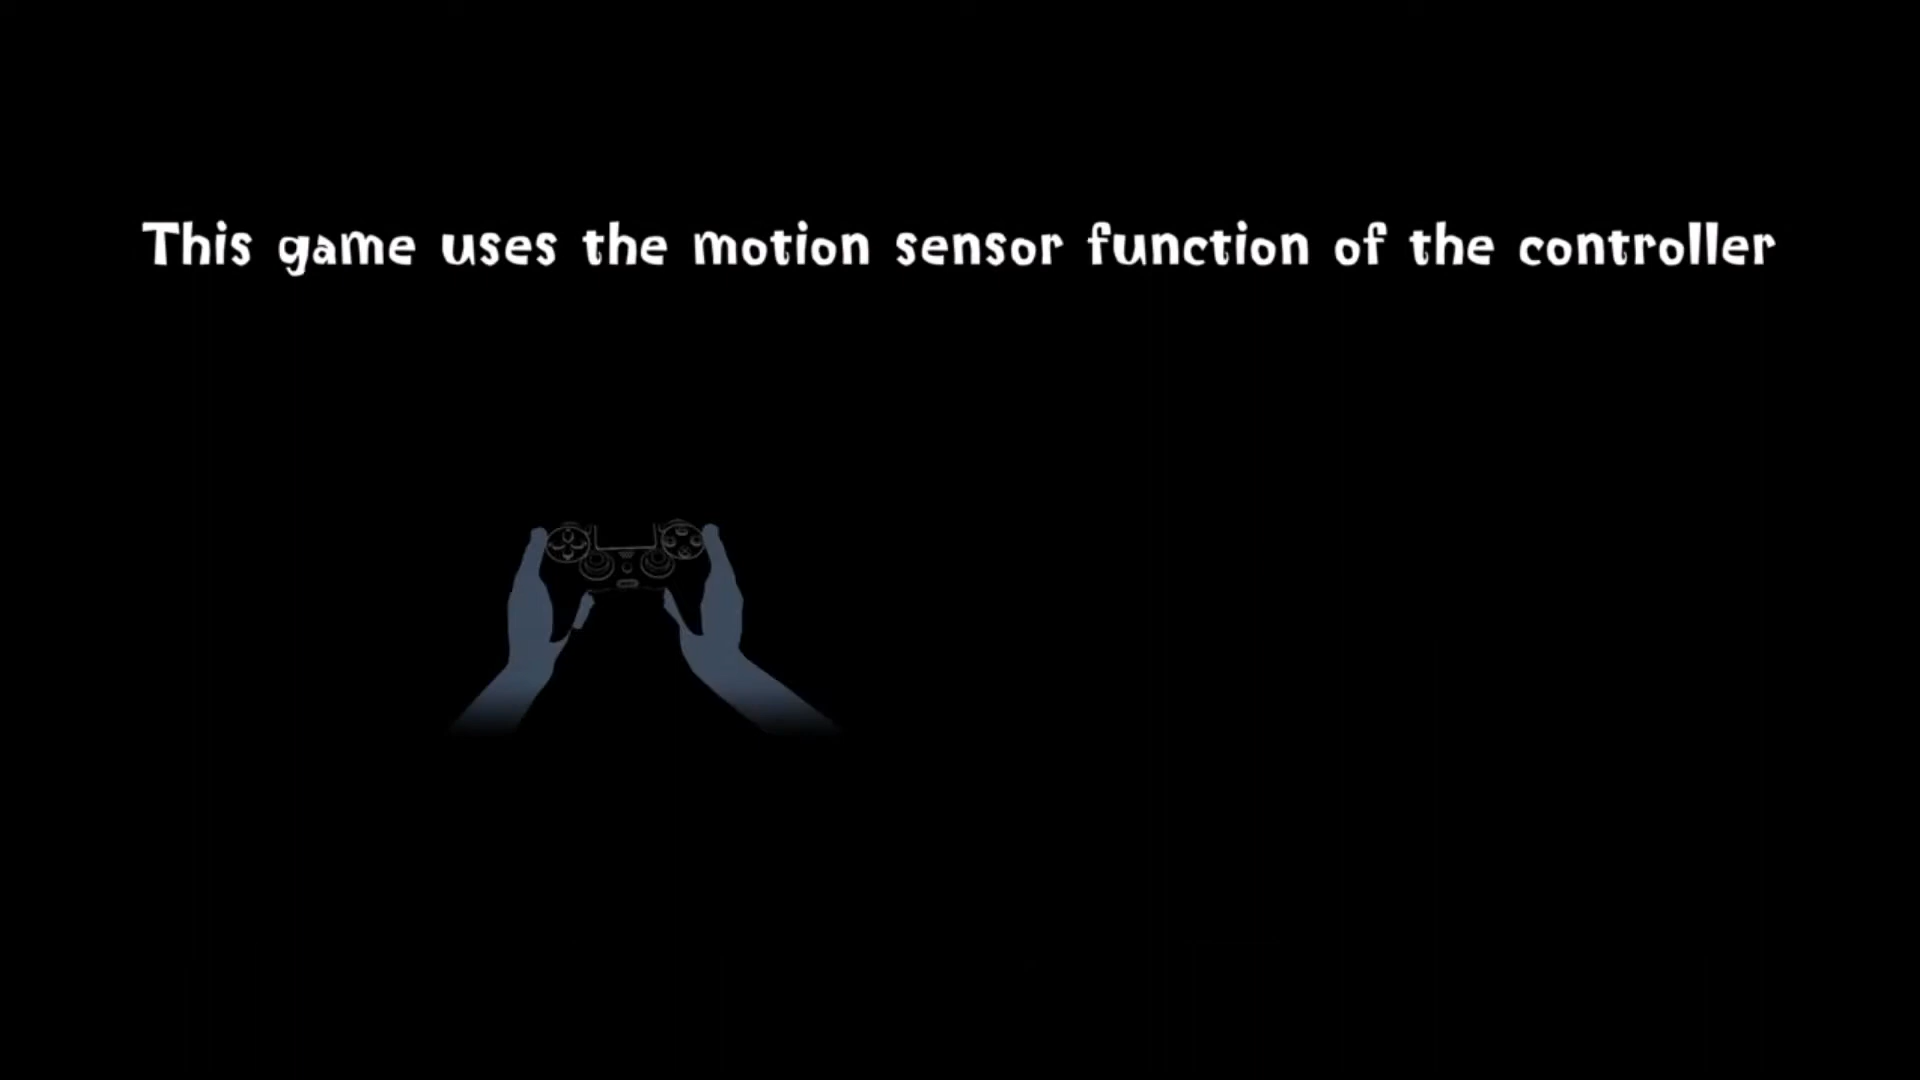 This game uses the motion sensor function of the controller